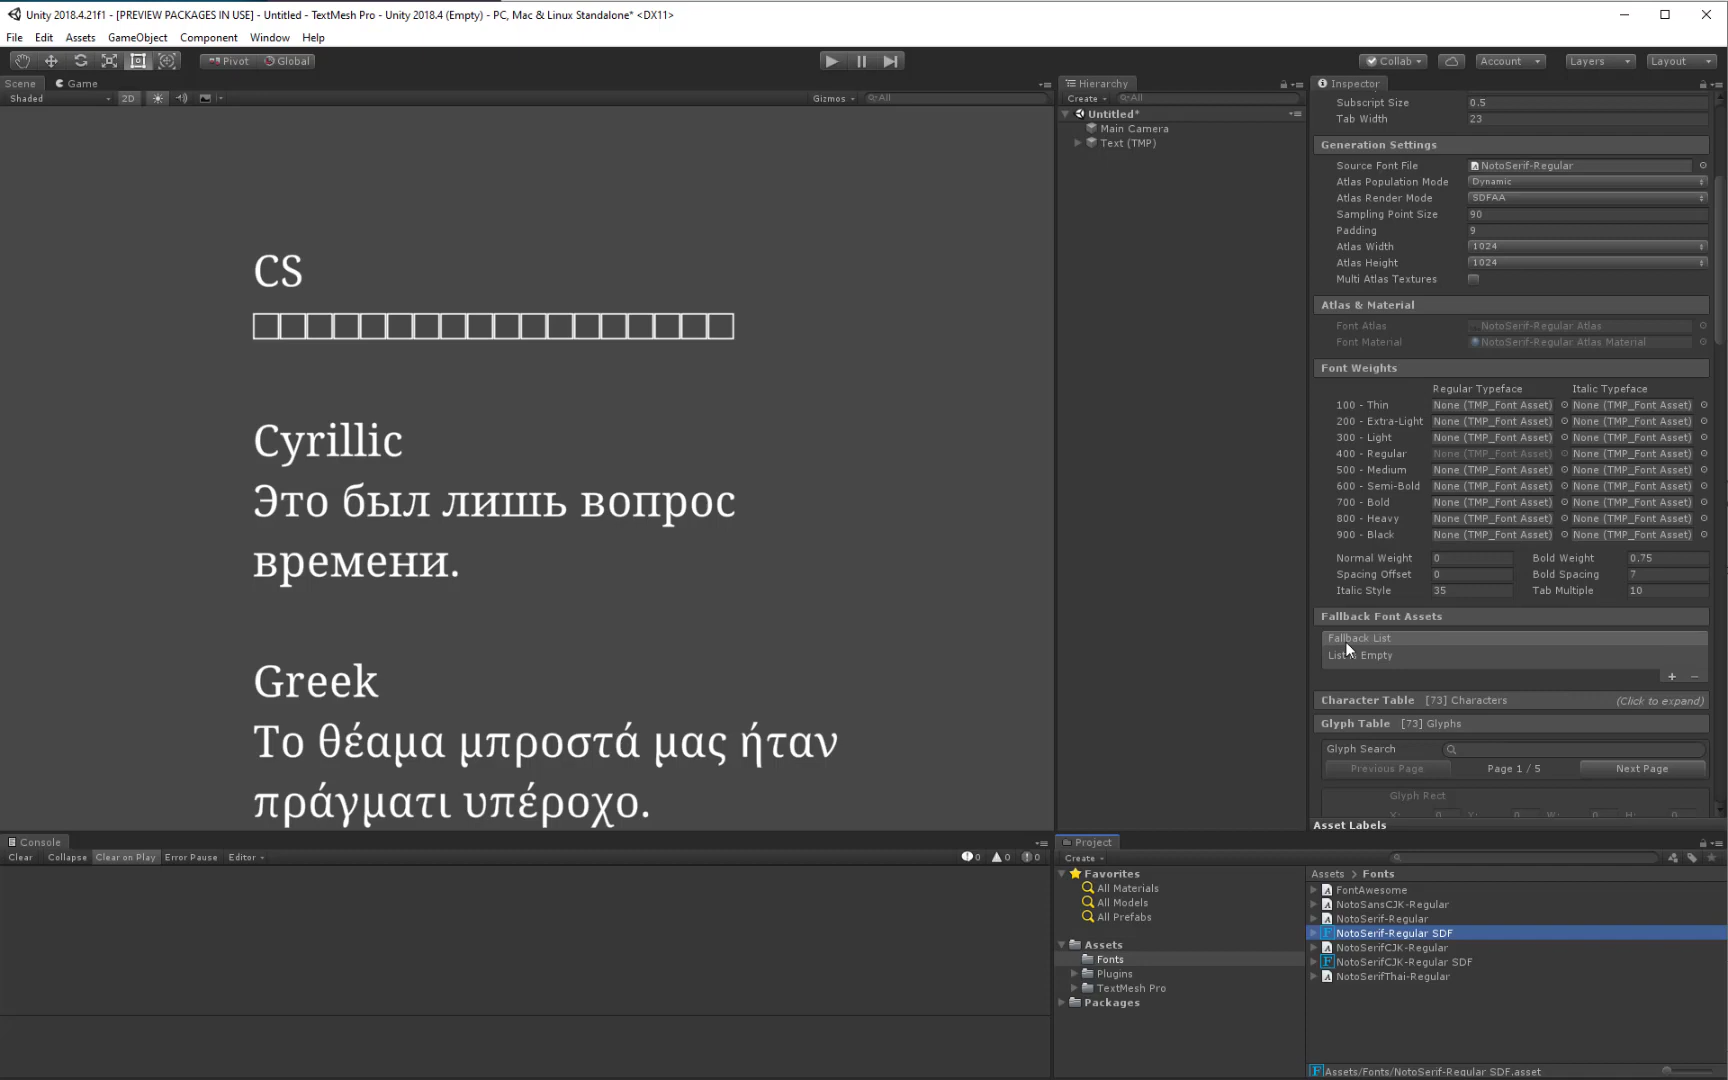 Unity 2018.4.21f1 - [PREVIEW PACKAGES IN USE] - Untitled - TextMesh Pro - Unity 2018.4 (Empty) - PC, Mac & Linux Standalone* <DX11>
File Edit Assets GameObject Component Window Help
Pivot Global Collab Account Layers Layout
Scene Game
Shaded 2D Gizmos All
CS
□□□□□□□□□□□□□□□□□□
Cyrillic
Это был лишь вопрос
времени.
Greek
Το θέαμα μπροστά μας ήταν
πράγματι υπέροχο.
Hierarchy
Create All
Untitled*
Main Camera
Text (TMP)
Inspector
Subscript Size 0.5
Tab Width 23
Generation Settings
Source Font File NotoSerif-Regular
Atlas Population Mode Dynamic
Atlas Render Mode SDFAA
Sampling Point Size 90
Padding 9
Atlas Width 1024
Atlas Height 1024
Multi Atlas Textures
Atlas & Material
Font Atlas NotoSerif-Regular Atlas
Font Material NotoSerif-Regular Atlas Material
Font Weights
Regular Typeface Italic Typeface
100 - Thin None (TMP_Font Asset) None (TMP_Font Asset)
200 - Extra-Light None (TMP_Font Asset) None (TMP_Font Asset)
300 - Light None (TMP_Font Asset) None (TMP_Font Asset)
400 - Regular None (TMP_Font Asset) None (TMP_Font Asset)
500 - Medium None (TMP_Font Asset) None (TMP_Font Asset)
600 - Semi-Bold None (TMP_Font Asset) None (TMP_Font Asset)
700 - Bold None (TMP_Font Asset) None (TMP_Font Asset)
800 - Heavy None (TMP_Font Asset) None (TMP_Font Asset)
900 - Black None (TMP_Font Asset) None (TMP_Font Asset)
Normal Weight 0 Bold Weight 0.75
Spacing Offset 0 Bold Spacing 7
Italic Style 35 Tab Multiple 10
Fallback Font Assets
Fallback List
List Empty
+ -
Character Table [73] Characters (Click to expand)
Glyph Table [73] Glyphs
Glyph Search
Previous Page Page 1 / 5 Next Page
Glyph Rect
Asset Labels
Console
Clear Collapse Clear on Play Error Pause Editor 0 0 0
Project
Create
Favorites
All Materials
All Models
All Prefabs
Assets
Fonts
Plugins
TextMesh Pro
Packages
Assets > Fonts
FontAwesome
NotoSansCJK-Regular
NotoSerif-Regular
NotoSerif-Regular SDF
NotoSerifCJK-Regular
NotoSerifCJK-Regular SDF
NotoSerifThai-Regular
Assets/Fonts/NotoSerif-Regular SDF.asset